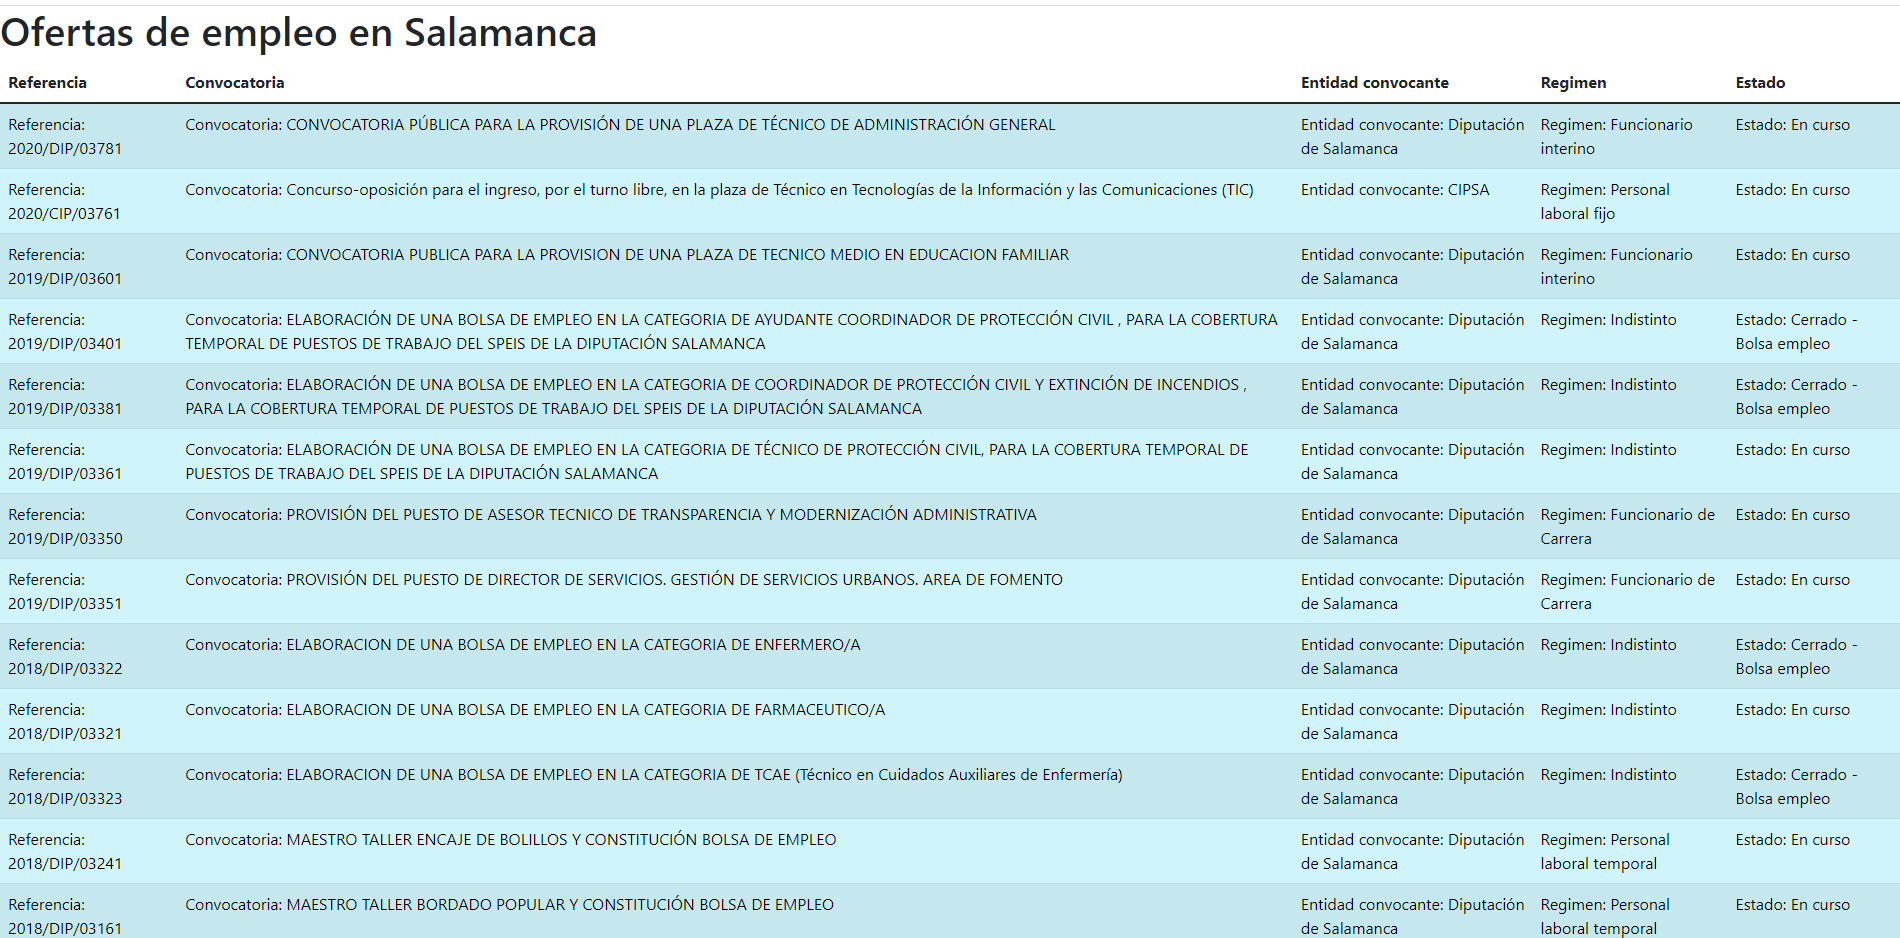 Ofertas de empleo en Salamanca
Referencia Convocatoria Entidad convocante Regimen Estado
Referencia: Convocatoria: CONVOCATORIA PÚBLICA PARA LA PROVISIÓN DE UNA PLAZA DE TÉCNICO DE ADMINISTRACIÓN GENERAL Entidad convocante: Diputación Regimen: Funcionario Estado: En curso
2020/DIP/03781 de Salamanca interino
Referencia: Convocatoria: Concurso-oposición para el ingreso, por el turno libre, en la plaza de Técnico en Tecnologías de la Información y las Comunicaciones (TIC) Entidad convocante: CIPSA Regimen: Personal Estado: En curso
2020/CIP/03761 laboral fijo
Referencia: Convocatoria: CONVOCATORIA PUBLICA PARA LA PROVISION DE UNA PLAZA DE TECNICO MEDIO EN EDUCACION FAMILIAR Entidad convocante: Diputación Regimen: Funcionario Estado: En curso
2019/DIP/03601 de Salamanca interino
Referencia: Convocatoria: ELABORACIÓN DE UNA BOLSA DE EMPLEO EN LA CATEGORIA DE AYUDANTE COORDINADOR DE PROTECCIÓN CIVIL , PARA LA COBERTURA Entidad convocante: Diputación Regimen: Indistinto Estado: Cerrado -
2019/DIP/03401 TEMPORAL DE PUESTOS DE TRABAJO DEL SPEIS DE LA DIPUTACIÓN SALAMANCA de Salamanca Bolsa empleo
Referencia: Convocatoria: ELABORACIÓN DE UNA BOLSA DE EMPLEO EN LA CATEGORIA DE COORDINADOR DE PROTECCIÓN CIVIL Y EXTINCIÓN DE INCENDIOS , Entidad convocante: Diputación Regimen: Indistinto Estado: Cerrado -
2019/DIP/03381 PARA LA COBERTURA TEMPORAL DE PUESTOS DE TRABAJO DEL SPEIS DE LA DIPUTACIÓN SALAMANCA de Salamanca Bolsa empleo
Referencia: Convocatoria: ELABORACIÓN DE UNA BOLSA DE EMPLEO EN LA CATEGORIA DE TÉCNICO DE PROTECCIÓN CIVIL, PARA LA COBERTURA TEMPORAL DE Entidad convocante: Diputación Regimen: Indistinto Estado: En curso
2019/DIP/03361 PUESTOS DE TRABAJO DEL SPEIS DE LA DIPUTACIÓN SALAMANCA de Salamanca
Referencia: Convocatoria: PROVISIÓN DEL PUESTO DE ASESOR TECNICO DE TRANSPARENCIA Y MODERNIZACIÓN ADMINISTRATIVA Entidad convocante: Diputación Regimen: Funcionario de Estado: En curso
2019/DIP/03350 de Salamanca Carrera
Referencia: Convocatoria: PROVISIÓN DEL PUESTO DE DIRECTOR DE SERVICIOS. GESTIÓN DE SERVICIOS URBANOS. AREA DE FOMENTO Entidad convocante: Diputación Regimen: Funcionario de Estado: En curso
2019/DIP/03351 de Salamanca Carrera
Referencia: Convocatoria: ELABORACION DE UNA BOLSA DE EMPLEO EN LA CATEGORIA DE ENFERMERO/A Entidad convocante: Diputación Regimen: Indistinto Estado: Cerrado -
2018/DIP/03322 de Salamanca Bolsa empleo
Referencia: Convocatoria: ELABORACION DE UNA BOLSA DE EMPLEO EN LA CATEGORIA DE FARMACEUTICO/A Entidad convocante: Diputación Regimen: Indistinto Estado: En curso
2018/DIP/03321 de Salamanca
Referencia: Convocatoria: ELABORACION DE UNA BOLSA DE EMPLEO EN LA CATEGORIA DE TCAE (Técnico en Cuidados Auxiliares de Enfermería) Entidad convocante: Diputación Regimen: Indistinto Estado: Cerrado -
2018/DIP/03323 de Salamanca Bolsa empleo
Referencia: Convocatoria: MAESTRO TALLER ENCAJE DE BOLILLOS Y CONSTITUCIÓN BOLSA DE EMPLEO Entidad convocante: Diputación Regimen: Personal Estado: En curso
2018/DIP/03241 de Salamanca laboral temporal
Referencia: Convocatoria: MAESTRO TALLER BORDADO POPULAR Y CONSTITUCIÓN BOLSA DE EMPLEO Entidad convocante: Diputación Regimen: Personal Estado: En curso
2018/DIP/03161 de Salamanca laboral temporal